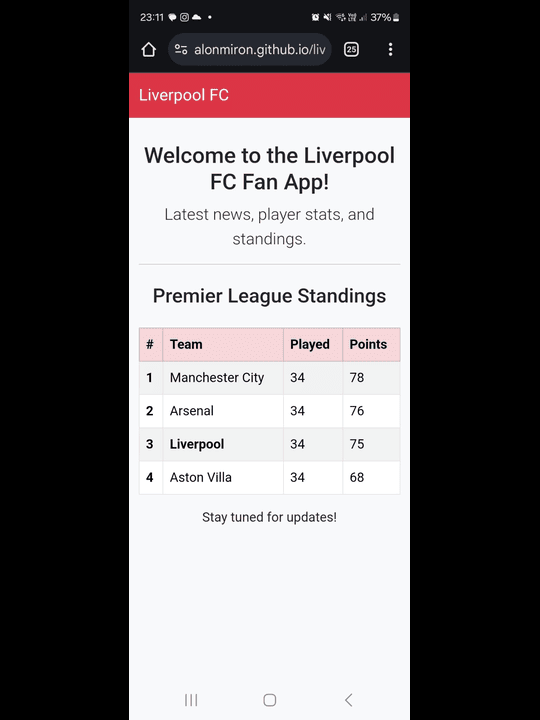 23:11 37%
alonmiron.github.io/liv 25
Liverpool FC
Welcome to the Liverpool
FC Fan App!
Latest news, player stats, and
standings.
Premier League Standings
# Team Played Points
1 Manchester City 34 78
2 Arsenal 34 76
3 Liverpool 34 75
4 Aston Villa 34 68
Stay tuned for updates!